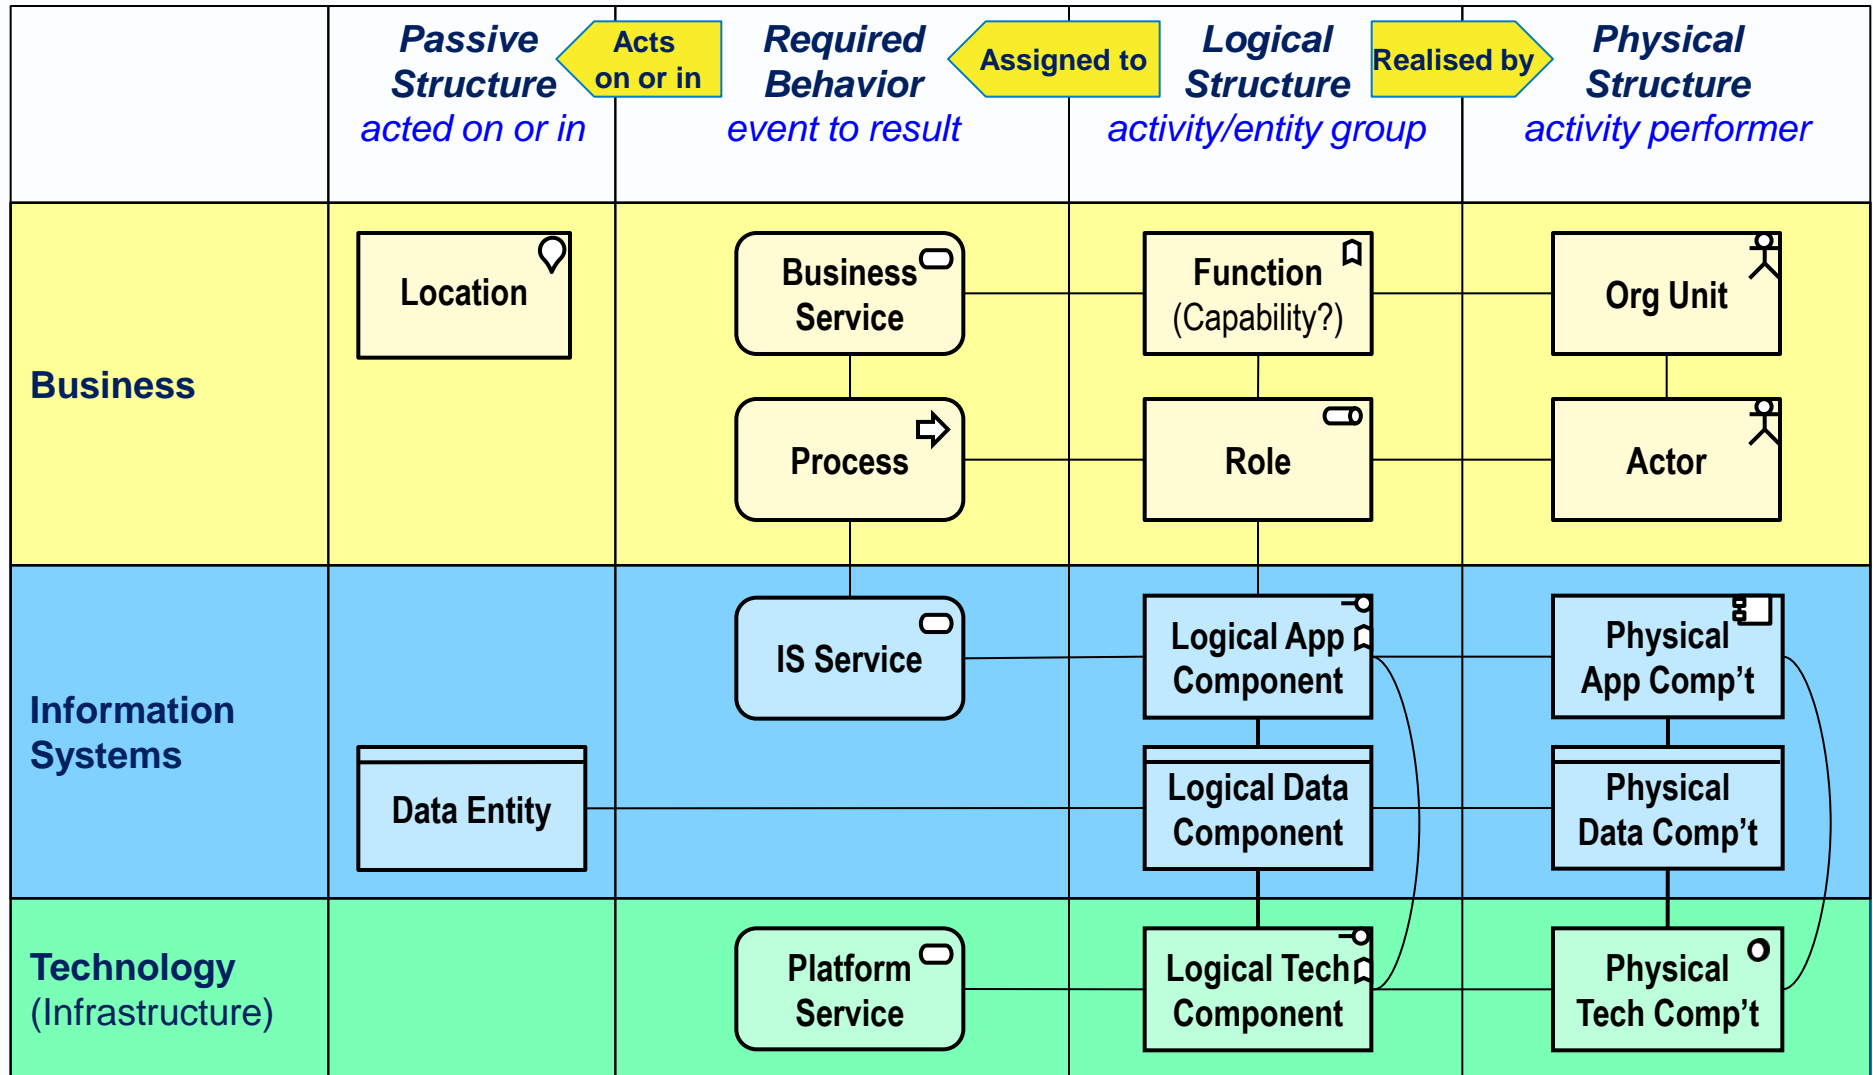 Passive
Structure
acted on or in
Acts
on or in
Required
Behavior
event to result
Assigned to
Logical
Structure
activity/entity group
Realised by
Physical
Structure
activity performer
Business
Location
Business
Service
Function
(Capability?)
Org Unit
Process
Role
Actor
Information
Systems
IS Service
Logical App
Component
Physical
App Comp’t
Data Entity
Logical Data
Component
Physical
Data Comp’t
Technology
(Infrastructure)
Platform
Service
Logical Tech
Component
Physical
Tech Comp’t